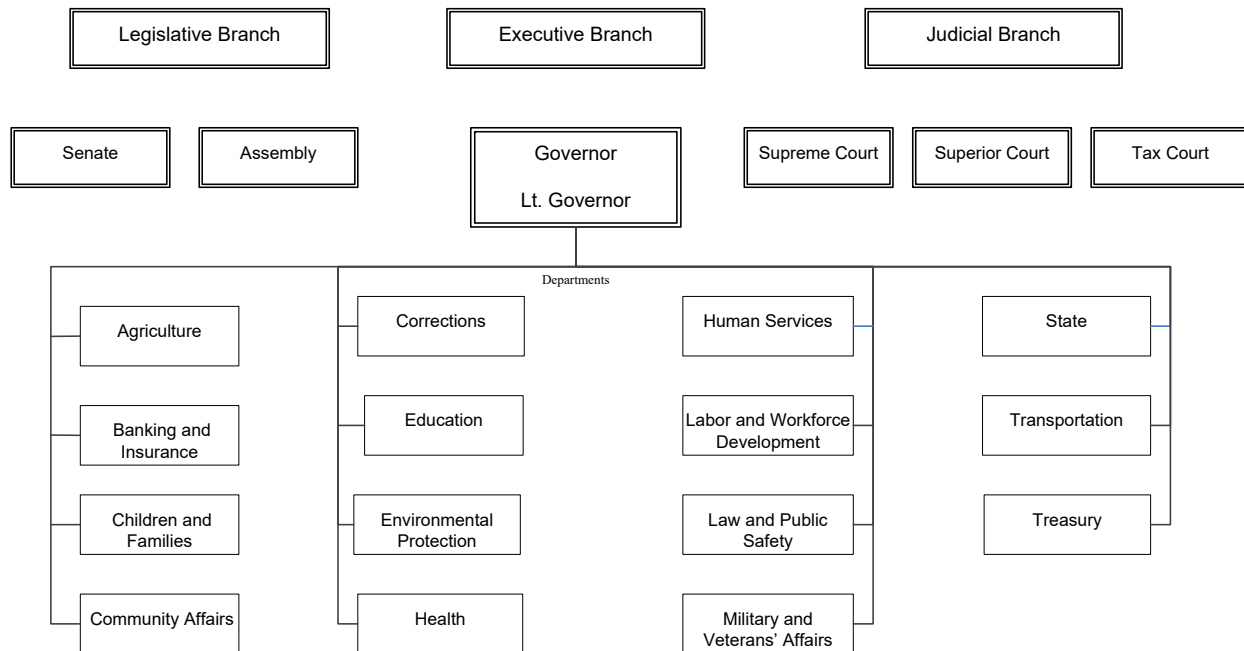 Legislative Branch
Executive Branch
Judicial Branch
Senate
Assembly
Governor
Lt. Governor
Supreme Court
Superior Court
Tax Court
Departments
Agriculture
Banking and
Insurance
Children and
Families
Community Affairs
Corrections
Education
Environmental
Protection
Health
Human Services
Labor and Workforce
Development
Law and Public
Safety
Military and
Veterans’ Affairs
State
Transportation
Treasury